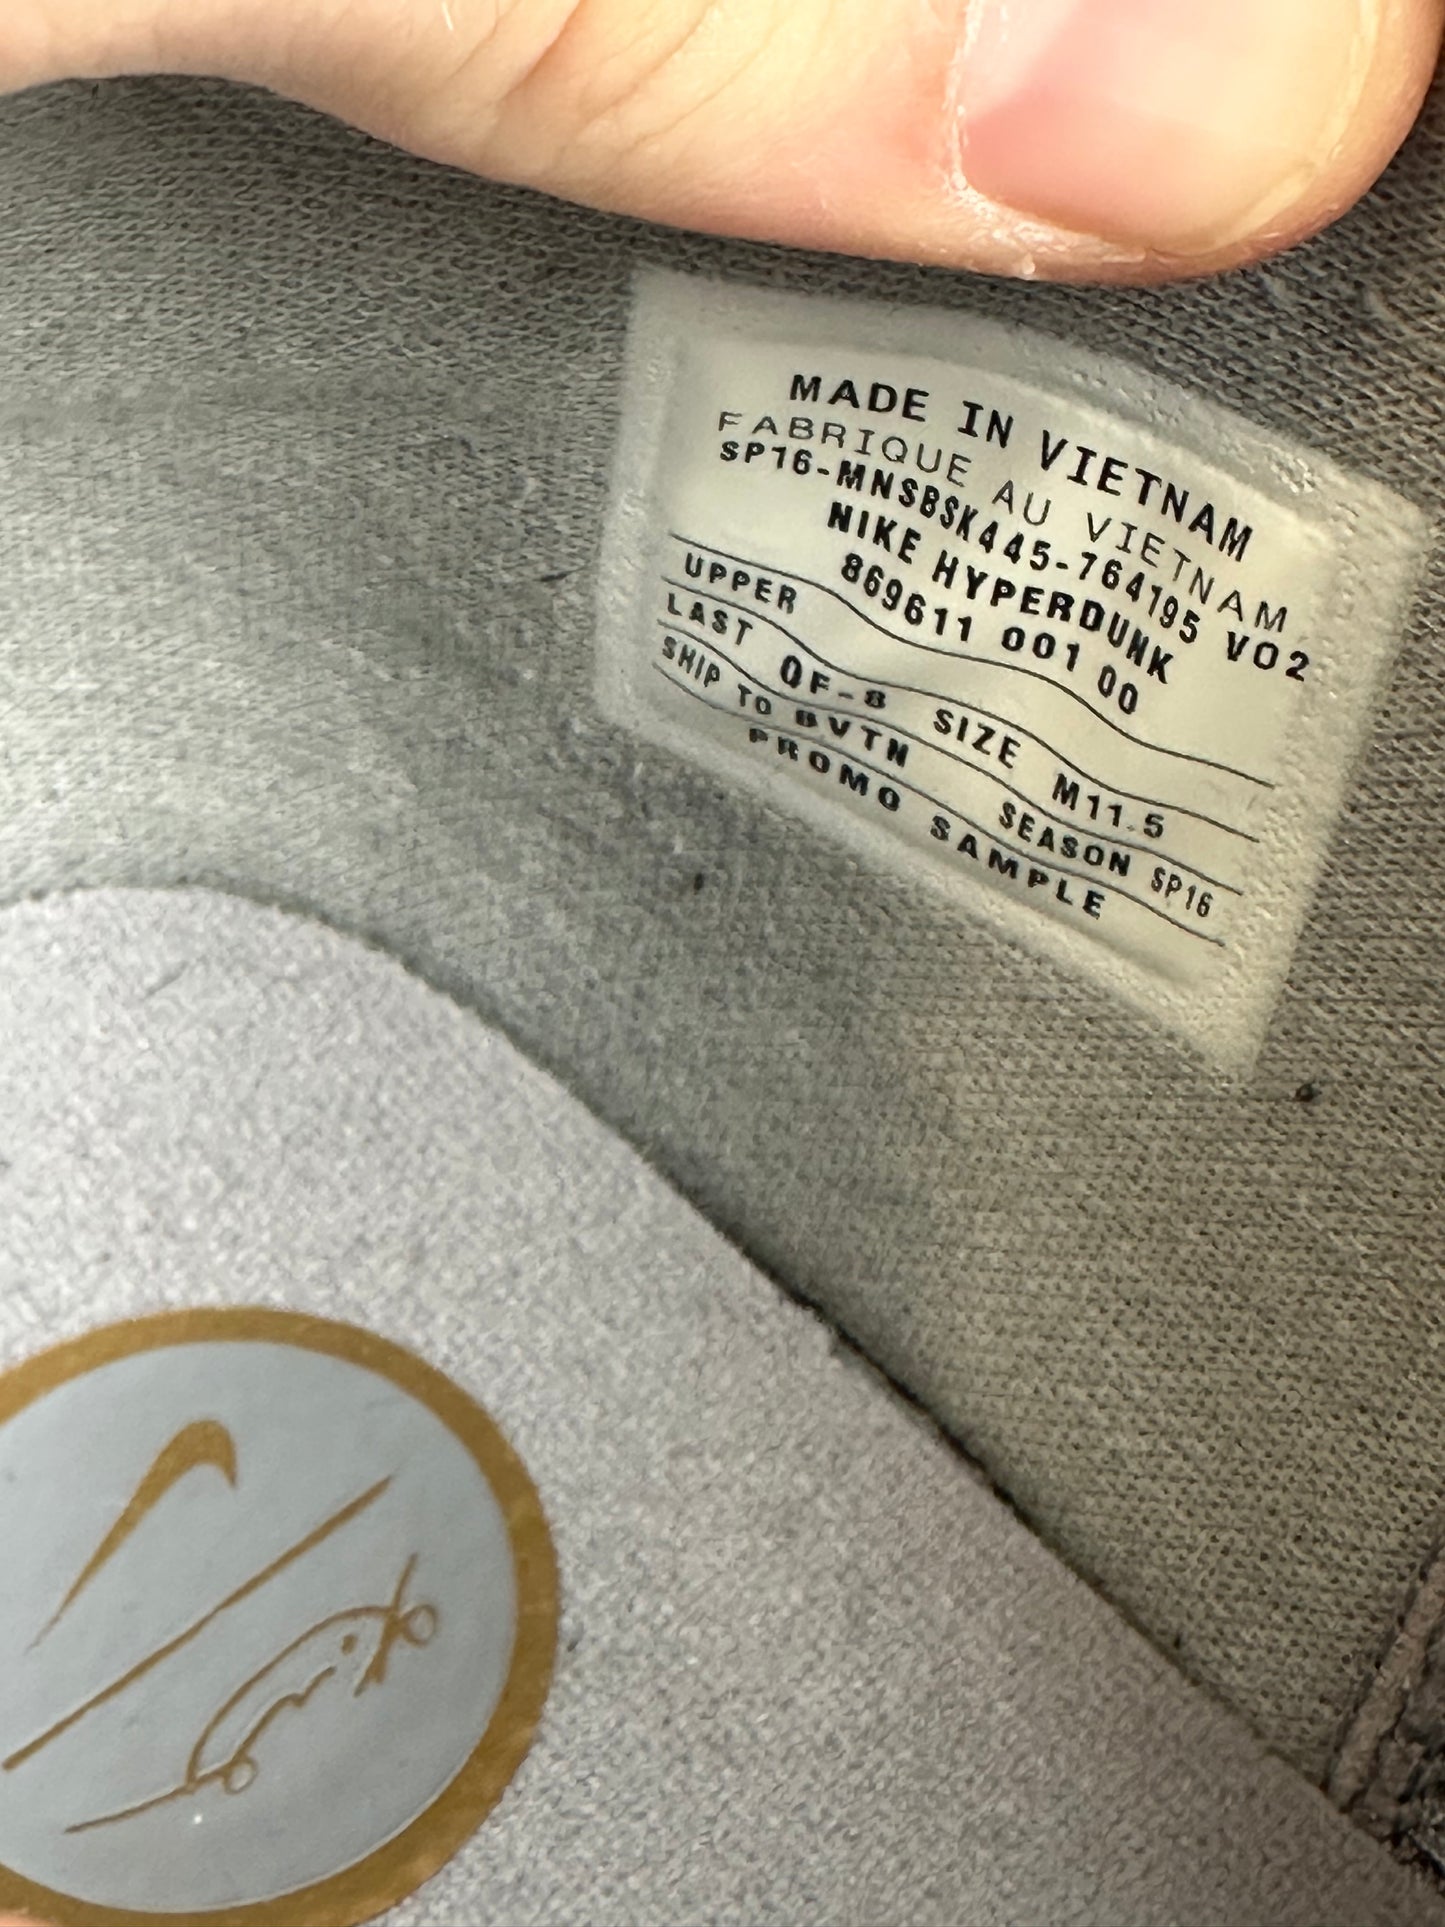 MADE IN VIETNAM
FABRIQUE AU VIETNAM
SP16-MNSBSK445-764195 V02
NIKE HYPERDUNK
869611 001 00
UPPER
LAST QF-8 SIZE M11.5
SHIP TO BVTN SEASON SP16
PROMO SAMPLE